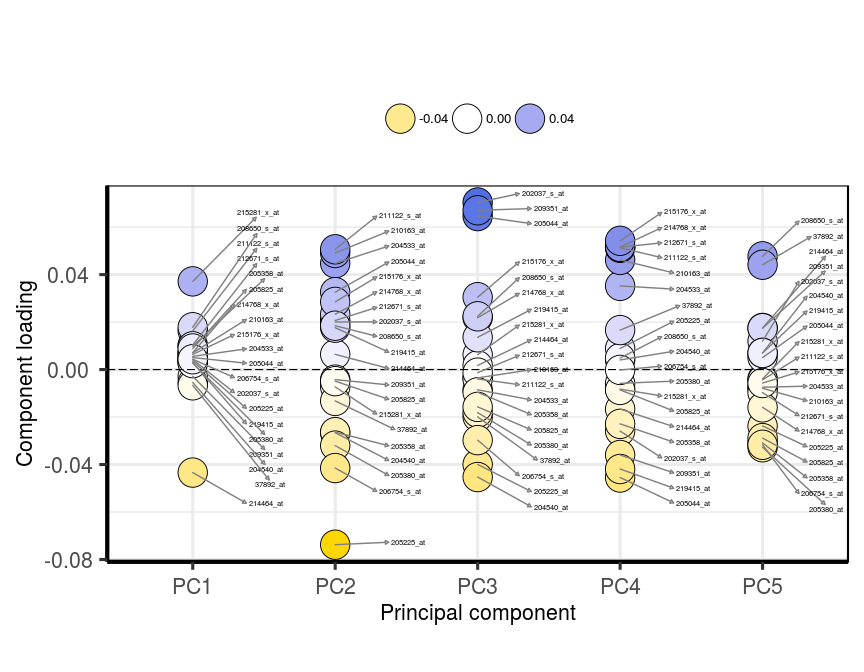 -0.04 0.00 0.04
Component loading
0.04
0.00
-0.04
-0.08
215281_x_at
208650_s_at
211122_s_at
212671_s_at
205358_at
205825_at
214768_x_at
210163_at
215176_x_at
204533_at
205044_at
206754_s_at
202037_s_at
205225_at
219415_at
205380_at
209351_at
204540_at
37892_at
214464_at
211122_s_at
210163_at
204533_at
205044_at
215176_x_at
214768_x_at
212671_s_at
202037_s_at
208650_s_at
219415_at
214464_at
209351_at
205825_at
215281_x_at
37892_at
205358_at
204540_at
205380_at
206754_s_at
205225_at
202037_s_at
209351_at
205044_at
215176_x_at
208650_s_at
214768_x_at
219415_at
215281_x_at
214464_at
212671_s_at
210163_at
211122_s_at
204533_at
205358_at
205825_at
205380_at
37892_at
206754_s_at
205225_at
204540_at
215176_x_at
214768_x_at
212671_s_at
211122_s_at
210163_at
204533_at
37892_at
205225_at
208650_s_at
204540_at
206754_s_at
205380_at
215281_x_at
205825_at
214464_at
205358_at
202037_s_at
209351_at
219415_at
205044_at
208650_s_at
37892_at
214464_at
209351_at
202037_s_at
204540_at
219415_at
205044_at
215281_x_at
211122_s_at
215176_x_at
204533_at
210163_at
212671_s_at
214768_x_at
205225_at
205825_at
205358_at
206754_s_at
205380_at
PC1 PC2 PC3 PC4 PC5
Principal component